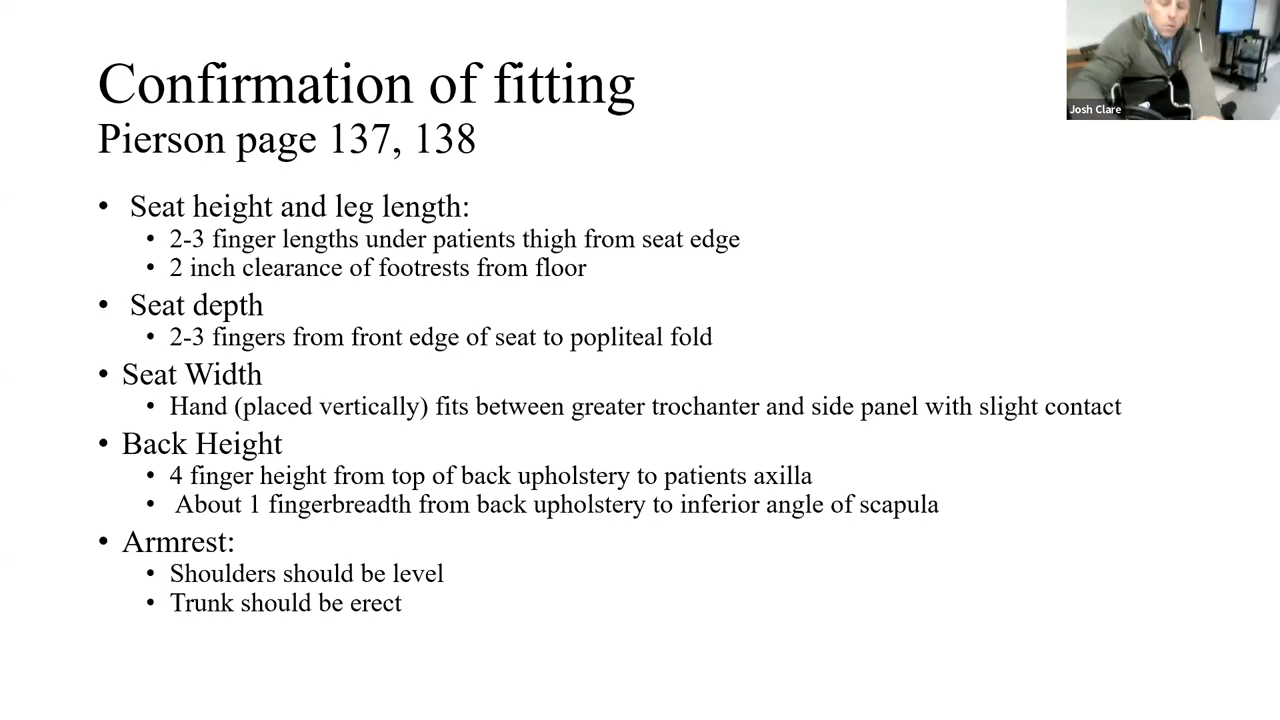 Confirmation of fitting
Pierson page 137, 138
• Seat height and leg length:
• 2-3 finger lengths under patients thigh from seat edge
• 2 inch clearance of footrests from floor
• Seat depth
• 2-3 fingers from front edge of seat to popliteal fold
• Seat Width
• Hand (placed vertically) fits between greater trochanter and side panel with slight contact
• Back Height
• 4 finger height from top of back upholstery to patients axilla
• About 1 fingerbreadth from back upholstery to inferior angle of scapula
• Armrest:
• Shoulders should be level
• Trunk should be erect
Josh Clare